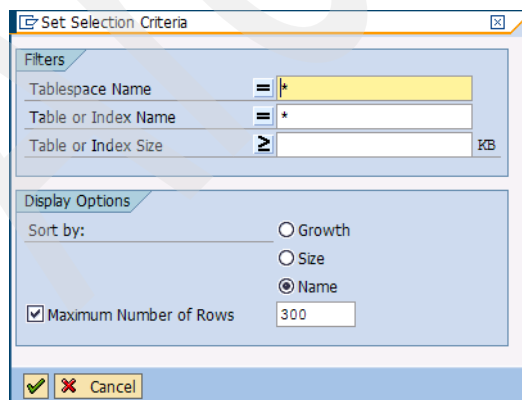 Set Selection Criteria
Filters
Tablespace Name = *
Table or Index Name = *
Table or Index Size ≥ KB
Display Options
Sort by: Growth
Size
Name
Maximum Number of Rows 300
Cancel